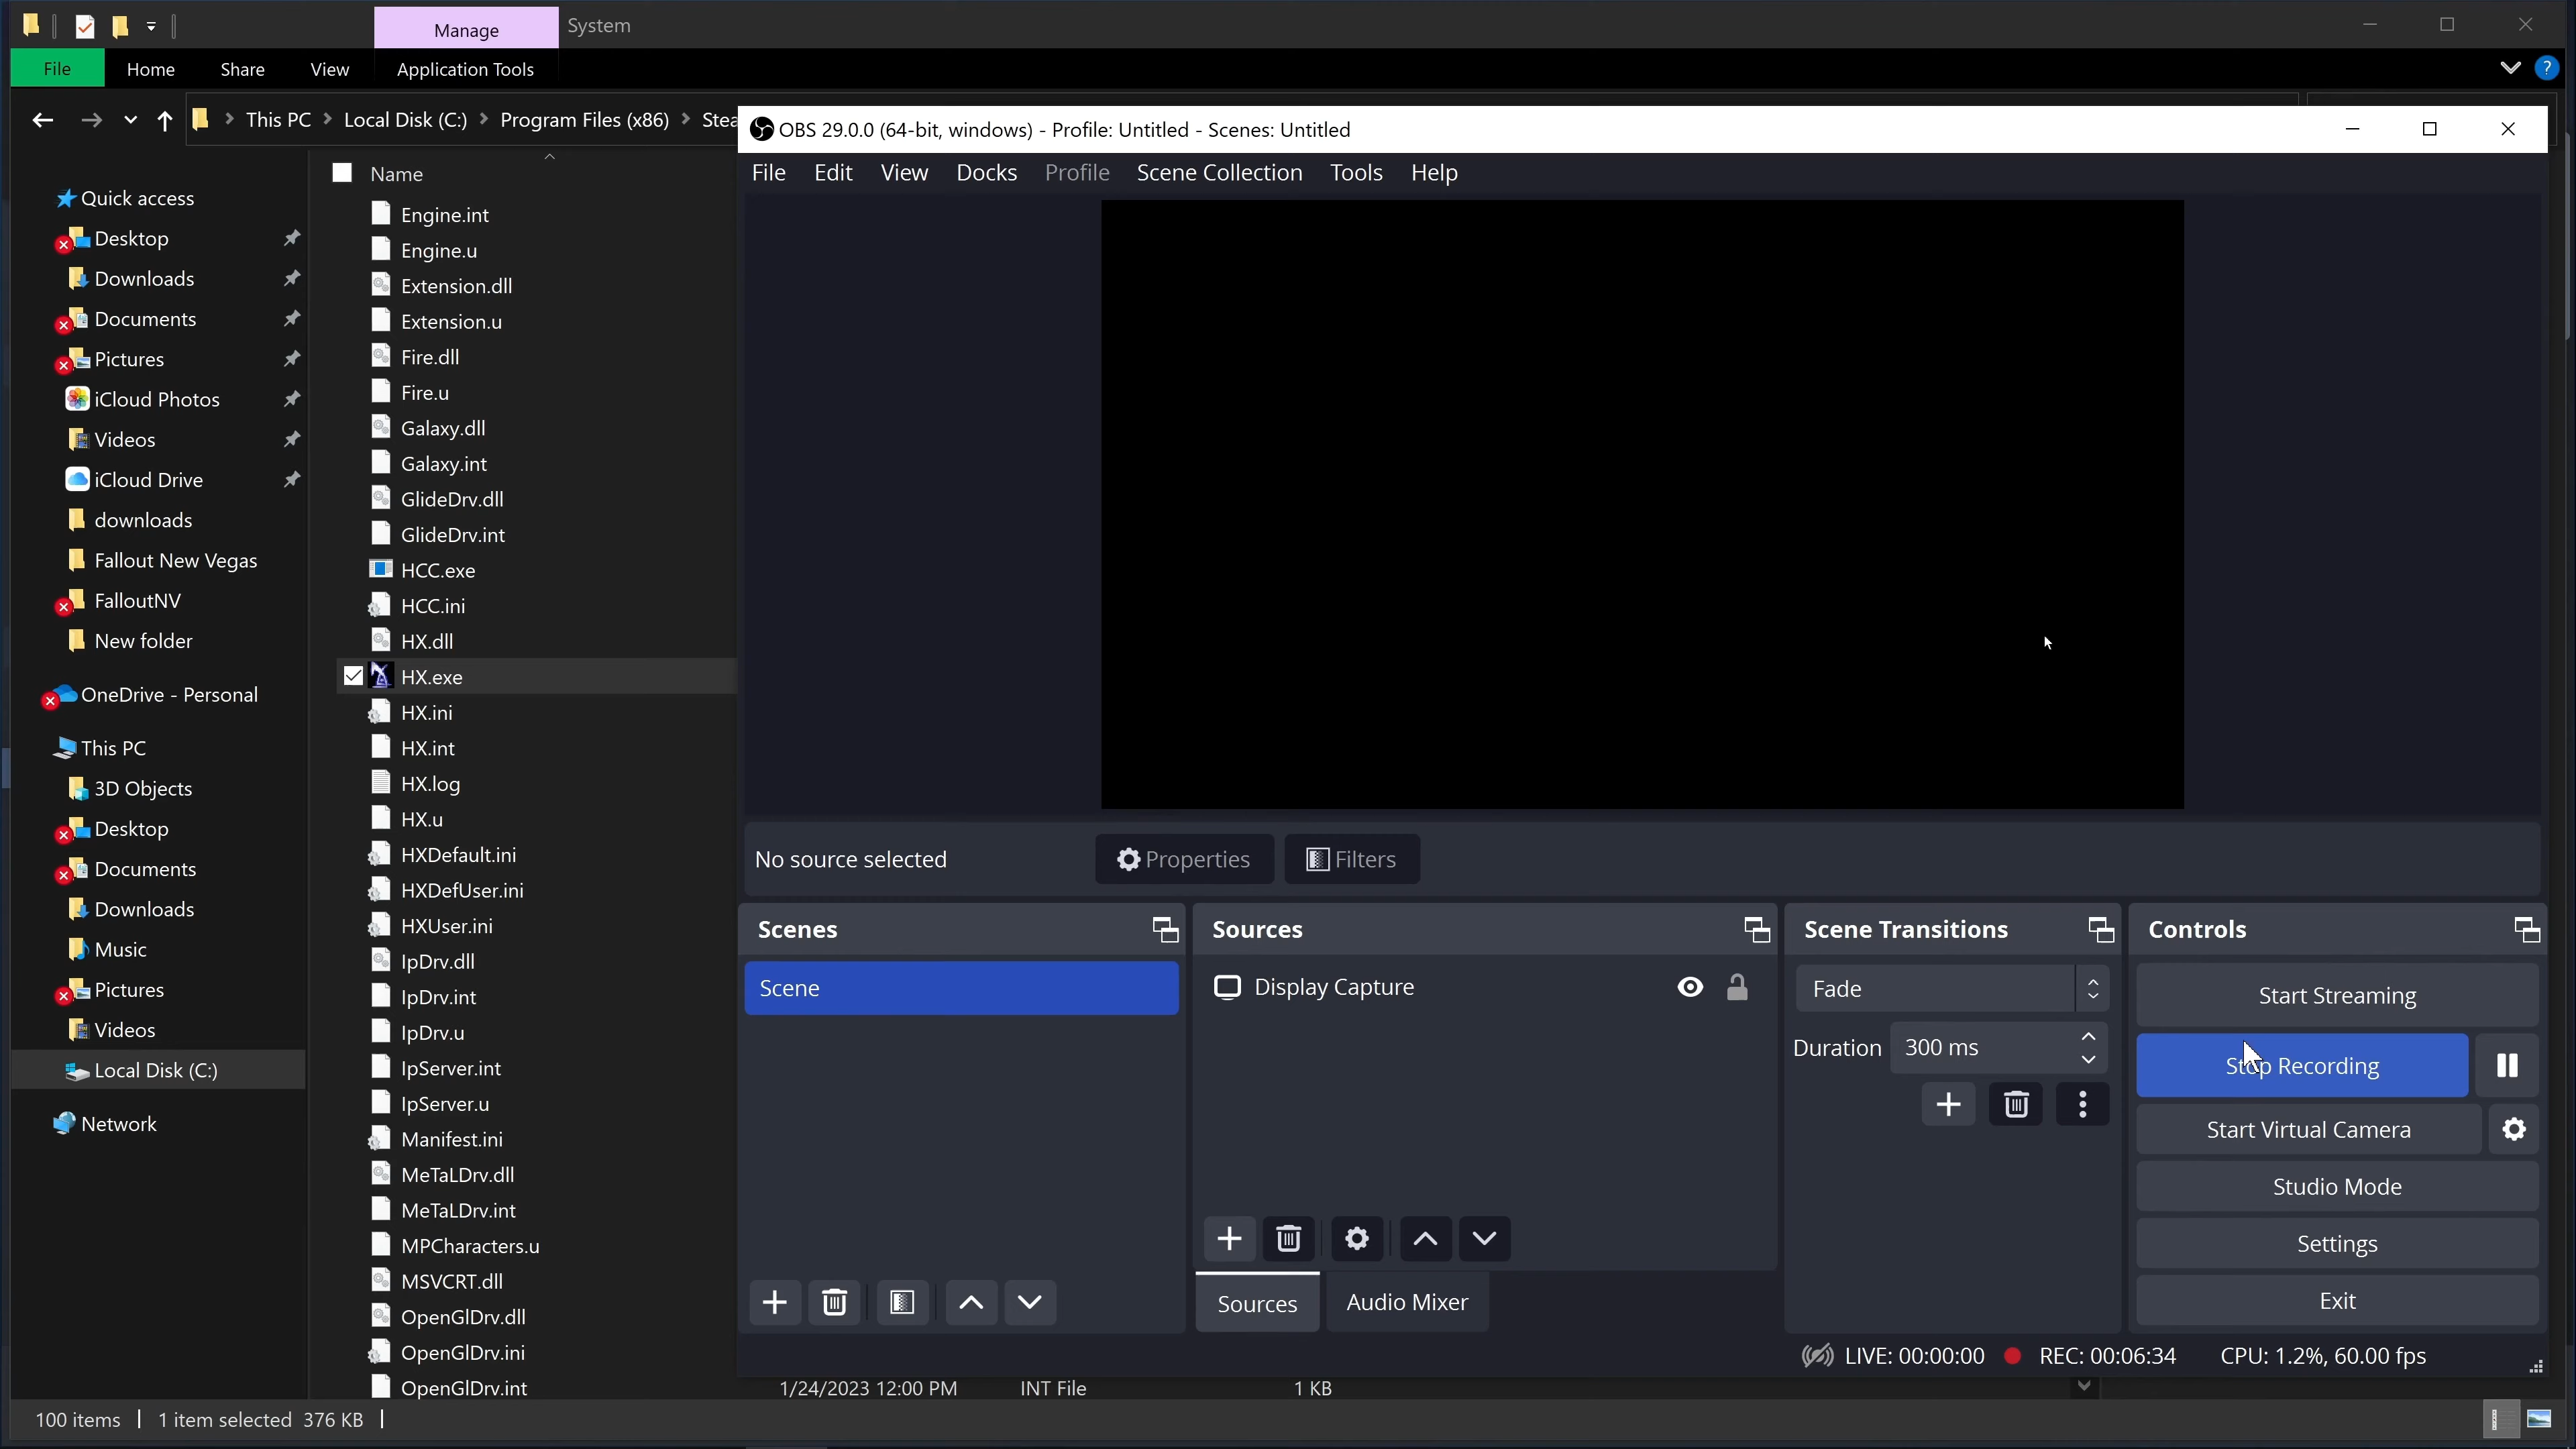 Manage
System
File
Home
Share
View
Application Tools
?
This PC
Local Disk (C:)
Program Files (x86)
Stea
Quick access
Desktop
Downloads
Documents
Pictures
iCloud Photos
Videos
iCloud Drive
downloads
Fallout New Vegas
FalloutNV
New folder
OneDrive - Personal
This PC
3D Objects
Desktop
Documents
Downloads
Music
Pictures
Videos
Local Disk (C:)
Network
Name
Engine.int
Engine.u
Extension.dll
Extension.u
Fire.dll
Fire.u
Galaxy.dll
Galaxy.int
GlideDrv.dll
GlideDrv.int
HCC.exe
HCC.ini
HX.dll
HX.exe
HX.ini
HX.int
HX.log
HX.u
HXDefault.ini
HXDefUser.ini
HXUser.ini
IpDrv.dll
IpDrv.int
IpDrv.u
IpServer.int
IpServer.u
Manifest.ini
MeTaLDrv.dll
MeTaLDrv.int
MPCharacters.u
MSVCRT.dll
OpenGlDrv.dll
OpenGlDrv.ini
OpenGlDrv.int 1/24/2023 12:00 PM INT File 1 KB
100 items 1 item selected 376 KB
OBS 29.0.0 (64-bit, windows) - Profile: Untitled - Scenes: Untitled
File Edit View Docks Profile Scene Collection Tools Help
No source selected
Properties
Filters
Scenes
Scene
Sources
Display Capture
Sources
Audio Mixer
Scene Transitions
Fade
Duration 300 ms
Controls
Start Streaming
Stop Recording
Start Virtual Camera
Studio Mode
Settings
Exit
LIVE: 00:00:00 REC: 00:06:34 CPU: 1.2%, 60.00 fps